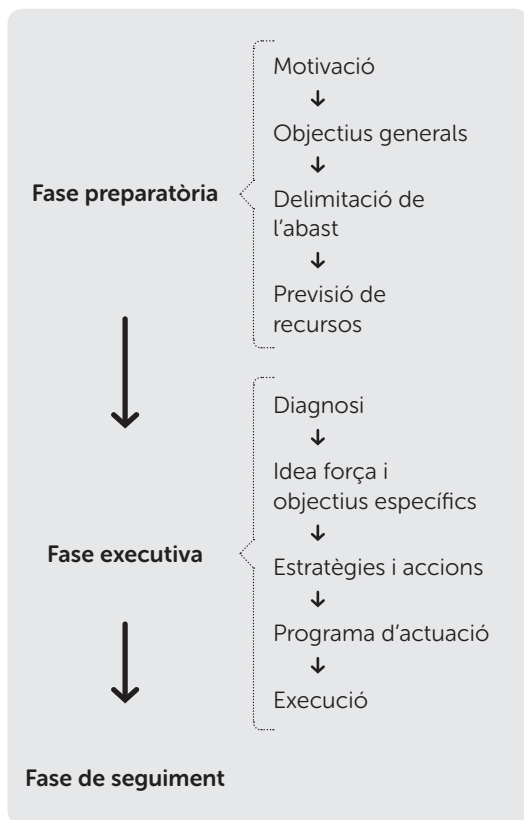 Fase preparatòria
Motivació
Objectius generals
Delimitació de
l'abast
Previsió de
recursos
Fase executiva
Diagnosi
Idea força i
objectius específics
Estratègies i accions
Programa d'actuació
Execució
Fase de seguiment